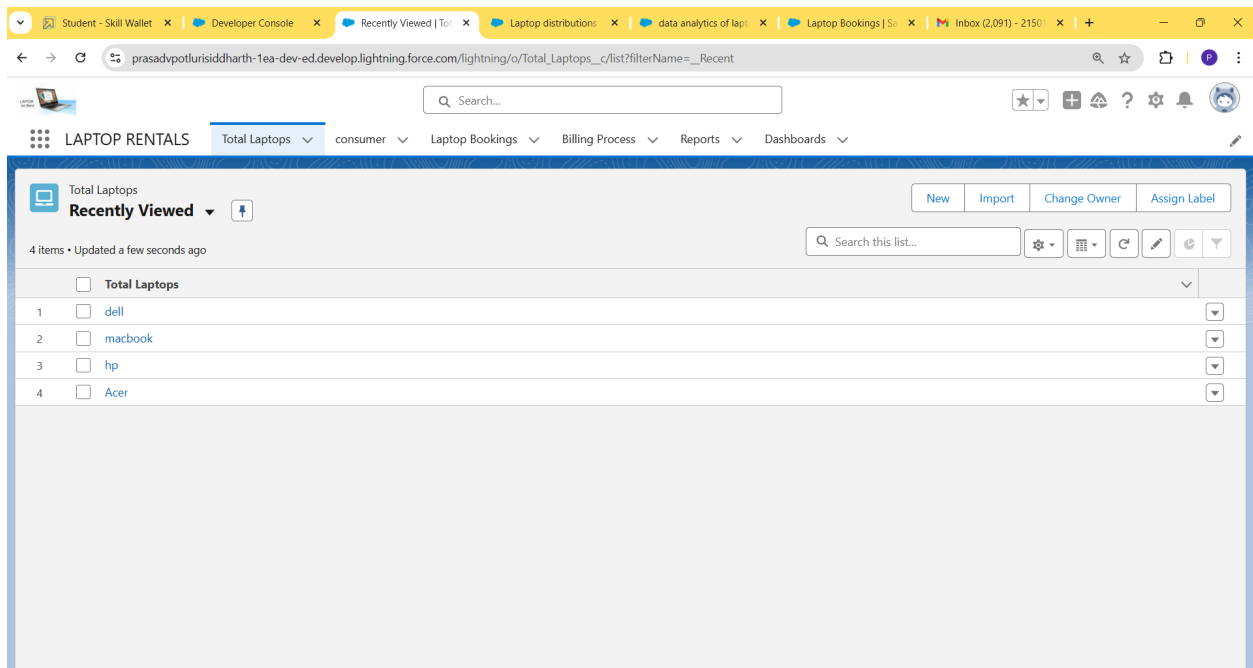 Student - Skill Wallet
Developer Console
Recently Viewed | Tot
Laptop distributions
data analytics of lapt
Laptop Bookings | Sa
Inbox (2,091) - 21501
prasadvpotlurisiddharth-1ea-dev-ed.develop.lightning.force.com/lightning/o/Total_Laptops__c/list?filterName=__Recent
P
Search...
LAPTOP RENTALS
Total Laptops
consumer
Laptop Bookings
Billing Process
Reports
Dashboards
Total Laptops
Recently Viewed
New
Import
Change Owner
Assign Label
4 items • Updated a few seconds ago
Search this list...
Total Laptops
1 dell
2 macbook
3 hp
4 Acer